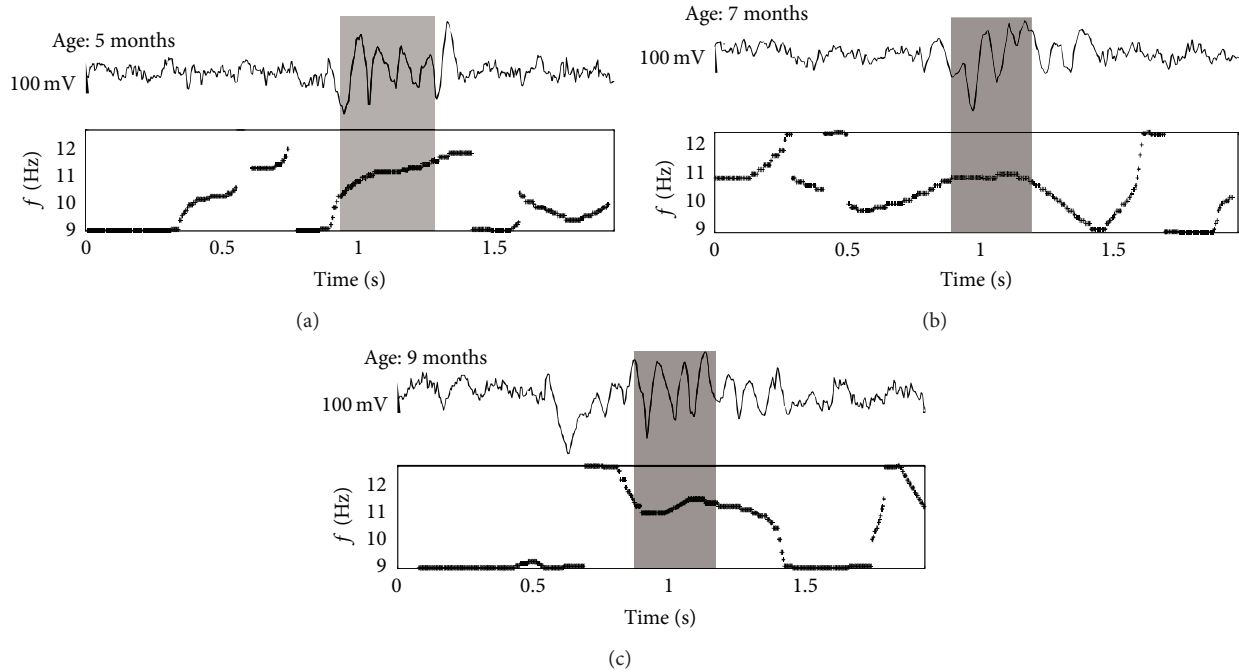 Age: 5 months
100 mV
12
11
10
9
f (Hz)
0 0.5 1 1.5
Time (s)
(a)
Age: 7 months
100 mV
12
11
10
9
f (Hz)
0 0.5 1 1.5
Time (s)
(b)
Age: 9 months
100 mV
12
11
10
9
f (Hz)
0 0.5 1 1.5
Time (s)
(c)